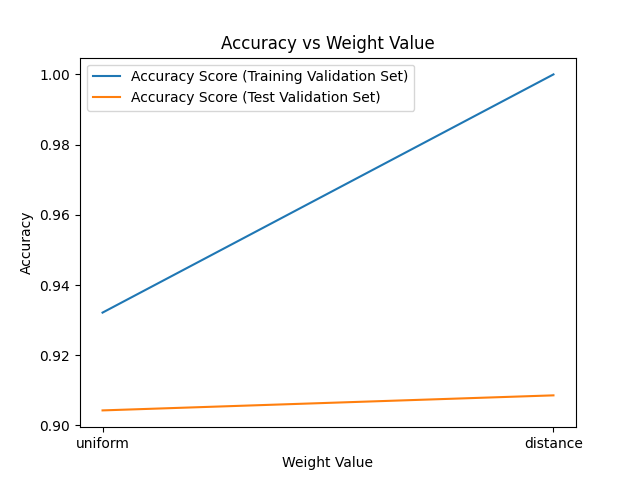 Accuracy vs Weight Value
Accuracy Score (Training Validation Set)
Accuracy Score (Test Validation Set)
1.00
0.98
0.96
0.94
0.92
0.90
Accuracy
uniform
distance
Weight Value